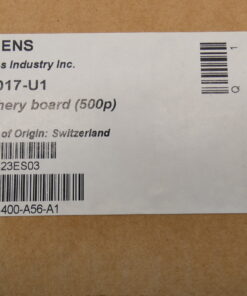 ENS
s Industry Inc.
017-U1
nery board (500p)
of Origin: Switzerland
23ES03
400-A56-A1
Q
1